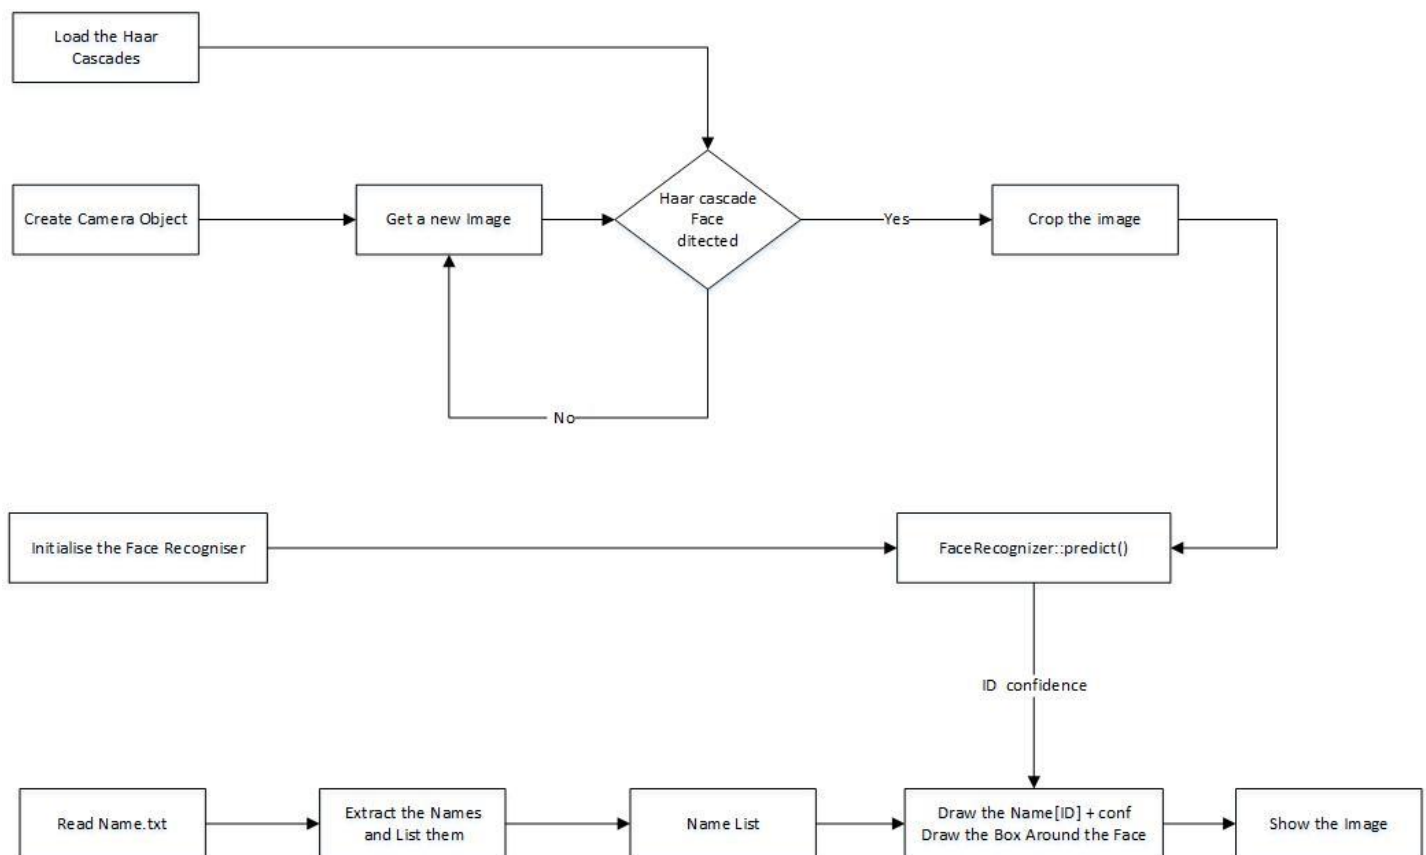 Load the Haar
Cascades
Create Camera Object
Get a new Image
Haar cascade
Face
ditected
Yes
Crop the image
No
Initialise the Face Recogniser
FaceRecognizer::predict()
ID confidence
Read Name.txt
Extract the Names
and List them
Name List
Draw the Name[ID] + conf
Draw the Box Around the Face
Show the Image